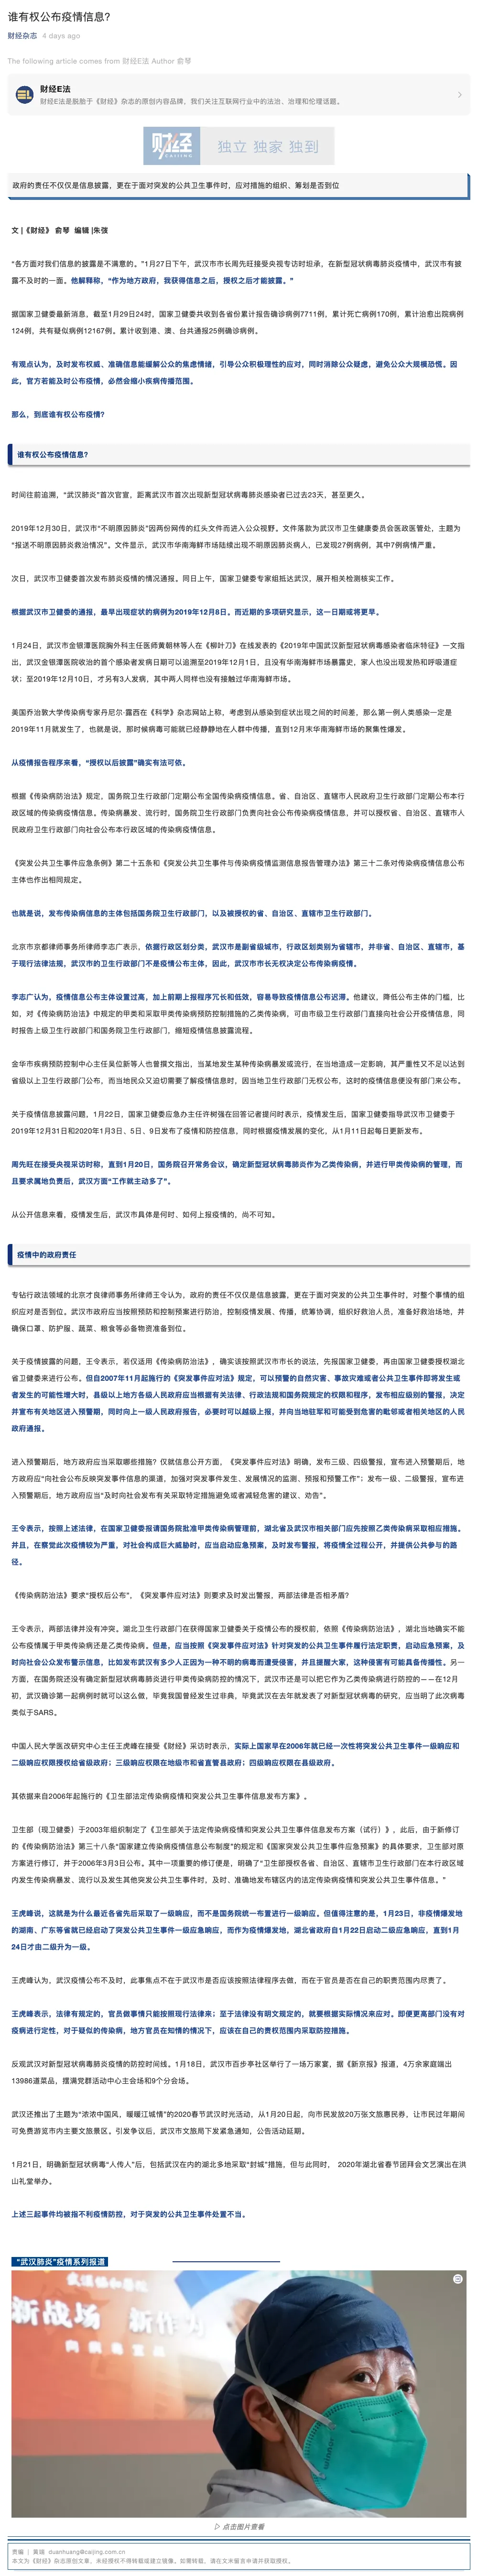 谁有权公布疫情信息?
财经杂志 4 days ago
The following article comes from 财经E法 Author 俞琴
财经E法
财经E法是脱胎于《财经》杂志的原创内容品牌，我们关注互联网行业中的法治、治理和伦理话题。
财经
CAIJING
独立 独家 独到
政府的责任不仅仅是信息披露，更在于面对突发的公共卫生事件时，应对措施的组织、筹划是否到位
文 |《财经》 俞琴 编辑 |朱弢
“各方面对我们信息的披露是不满意的。”1月27日下午，武汉市市长周先旺接受央视专访时坦承，在新型冠状病毒肺炎疫情中，武汉市有披
露不及时的一面。他解释称，“作为地方政府，我获得信息之后，授权之后才能披露。”
据国家卫健委最新消息，截至1月29日24时，国家卫健委共收到各省份累计报告确诊病例7711例，累计死亡病例170例，累计治愈出院病例
124例，共有疑似病例12167例。累计收到港、澳、台共通报25例确诊病例。
有观点认为，及时发布权威、准确信息能缓解公众的焦虑情绪，引导公众积极理性的应对，同时消除公众疑虑，避免公众大规模恐慌。因
此，官方若能及时公布疫情，必然会缩小疾病传播范围。
那么，到底谁有权公布疫情?
谁有权公布疫情信息?
时间往前追溯，“武汉肺炎”首次官宣，距离武汉市首次出现新型冠状病毒肺炎感染者已过去23天，甚至更久。
2019年12月30日，武汉市“不明原因肺炎”因两份网传的红头文件而进入公众视野。文件落款为武汉市卫生健康委员会医政医管处，主题为
“报送不明原因肺炎救治情况”。文件显示，武汉市华南海鲜市场陆续出现不明原因肺炎病人，已发现27例病例，其中7例病情严重。
次日，武汉市卫健委首次发布肺炎疫情的情况通报。同日上午，国家卫健委专家组抵达武汉，展开相关检测核实工作。
根据武汉市卫健委的通报，最早出现症状的病例为2019年12月8日。而近期的多项研究显示，这一日期或将更早。
1月24日，武汉市金银潭医院胸外科主任医师黄朝林等人在《柳叶刀》在线发表的《2019年中国武汉新型冠状病毒感染者临床特征》一文指
出，武汉金银潭医院收治的首个感染者发病日期可以追溯至2019年12月1日，且没有华南海鲜市场暴露史，家人也没出现发热和呼吸道症
状；至2019年12月10日，才另有3人发病，其中两人同样也没有接触过华南海鲜市场。
美国乔治敦大学传染病专家丹尼尔·露西在《科学》杂志网站上称，考虑到从感染到症状出现之间的时间差，那么第一例人类感染一定是
2019年11月就发生了，也就是说，那时候病毒可能就已经静静地在人群中传播，直到12月末华南海鲜市场的聚集性爆发。
从疫情报告程序来看，“授权以后披露”确实有法可依。
根据《传染病防治法》规定，国务院卫生行政部门定期公布全国传染病疫情信息。省、自治区、直辖市人民政府卫生行政部门定期公布本行
政区域的传染病疫情信息。传染病暴发、流行时，国务院卫生行政部门负责向社会公布传染病疫情信息，并可以授权省、自治区、直辖市人
民政府卫生行政部门向社会公布本行政区域的传染病疫情信息。
《突发公共卫生事件应急条例》第二十五条和《突发公共卫生事件与传染病疫情监测信息报告管理办法》第三十二条对传染病疫情信息公布
主体也作出相同规定。
也就是说，发布传染病信息的主体包括国务院卫生行政部门，以及被授权的省、自治区、直辖市卫生行政部门。
北京市京都律师事务所律师李志广表示，依据行政区划分类，武汉市是副省级城市，行政区划类别为省辖市，并非省、自治区、直辖市，基
于现行法律法规，武汉市的卫生行政部门不是疫情公布主体，因此，武汉市市长无权决定公布传染病疫情。
李志广认为，疫情信息公布主体设置过高，加上前期上报程序冗长和低效，容易导致疫情信息公布迟滞。他建议，降低公布主体的门槛，比
如，对《传染病防治法》中规定的甲类和采取甲类传染病预防控制措施的乙类传染病，可由市级卫生行政部门直接向社会公开疫情信息，同
时报告上级卫生行政部门和国务院卫生行政部门，缩短疫情信息披露流程。
金华市疾病预防控制中心主任吴位新等人也曾撰文指出，当某地发生某种传染病暴发或流行，在当地造成一定影响，其严重性又不足以达到
省级以上卫生行政部门公布，而当地民众又迫切需要了解疫情信息时，因当地卫生行政部门无权公布，这时的疫情信息便没有部门来公布。
关于疫情信息披露问题，1月22日，国家卫健委应急办主任许树强在回答记者提问时表示，疫情发生后，国家卫健委指导武汉市卫健委于
2019年12月31日和2020年1月3日、5日、9日发布了疫情和防控信息，同时根据疫情发展的变化，从1月11日起每日更新发布。
周先旺在接受央视采访时称，直到1月20日，国务院召开常务会议，确定新型冠状病毒肺炎作为乙类传染病，并进行甲类传染病的管理，而
且要求属地负责后，武汉方面“工作就主动多了”。
从公开信息来看，疫情发生后，武汉市具体是何时、如何上报疫情的，尚不可知。
疫情中的政府责任
专钻行政法领域的北京才良律师事务所律师王令认为，政府的责任不仅仅是信息披露，更在于面对突发的公共卫生事件时，对整个事情的组
织应对是否到位。武汉市政府应当按照预防和控制预案进行防治，控制疫情发展、传播，统筹协调，组织好救治人员，准备好救治场地，并
确保口罩、防护服、蔬菜、粮食等必备物资准备到位。
关于疫情披露的问题，王令表示，若仅适用《传染病防治法》，确实该按照武汉市市长的说法，先报国家卫健委，再由国家卫健委授权湖北
省卫健委来进行公布。但自2007年11月起施行的《突发事件应对法》规定，可以预警的自然灾害、事故灾难或者公共卫生事件即将发生或
者发生的可能性增大时，县级以上地方各级人民政府应当根据有关法律、行政法规和国务院规定的权限和程序，发布相应级别的警报，决定
并宣布有关地区进入预警期，同时向上一级人民政府报告，必要时可以越级上报，并向当地驻军和可能受到危害的毗邻或者相关地区的人民
政府通报。
进入预警期后，地方政府应当采取哪些措施？仅就信息公开方面，《突发事件应对法》明确，发布三级、四级警报，宣布进入预警期后，地
方政府应“向社会公布反映突发事件信息的渠道，加强对突发事件发生、发展情况的监测、预报和预警工作”；发布一级、二级警报，宣布进
入预警期后，地方政府应当“及时向社会发布有关采取特定措施避免或者减轻危害的建议、劝告”。
王令表示，按照上述法律，在国家卫健委报请国务院批准甲类传染病管理前，湖北省及武汉市相关部门应先按照乙类传染病采取相应措施。
并且，在察觉此次疫情较为严重，对社会构成巨大威胁时，应当启动应急预案，及时发布警报，将疫情全过程公开，并提供公共参与的路
径。
《传染病防治法》要求“授权后公布”，《突发事件应对法》则要求及时发出警报，两部法律是否相矛盾？
王令表示，两部法律并没有冲突。湖北卫生行政部门在获得国家卫健委关于疫情公布的授权前，依照《传染病防治法》，湖北当地确实不能
公布疫情属于甲类传染病还是乙类传染病。但是，应当按照《突发事件应对法》针对突发的公共卫生事件履行法定职责，启动应急预案，及
时向社会公众发布警示信息，比如发布武汉有多少人正因为一种不明的病毒而遭受侵害，并且提醒大家，这种侵害有可能具备传播性。另一
方面，在国务院还没有确定新型冠状病毒肺炎进行甲类传染病防控的情况下，武汉市还是可以把它作为乙类传染病进行防控的——在12月
初，武汉确诊第一起病例时就可以这么做，毕竟我国曾经发生过非典，毕竟武汉在去年就发表了对新型冠状病毒的研究，应当明了此次病毒
类似于SARS。
中国人民大学医改研究中心主任王虎峰在接受《财经》采访时表示，实际上国家早在2006年就已经一次性将突发公共卫生事件一级响应和
二级响应权限授权给省级政府；三级响应权限在地级市和省直管县政府；四级响应权限在县级政府。
其依据来自2006年起施行的《卫生部法定传染病疫情和突发公共卫生事件信息发布方案》。
卫生部（现卫健委）于2003年组织制定了《卫生部关于法定传染病疫情和突发公共卫生事件信息发布方案（试行）》，此后，由于新修订
的《传染病防治法》第三十八条“国家建立传染病疫情信息公布制度”的规定和《国家突发公共卫生事件应急预案》的具体要求，卫生部对原
方案进行修订，并于2006年3月3日公布。其中一项重要的修订便是，明确了“卫生部授权各省、自治区、直辖市卫生行政部门在本行政区域
内发生传染病暴发、流行以及发生其他突发公共卫生事件时，及时、准确地发布辖区内的法定传染病疫情和突发公共卫生事件信息。”
王虎峰说，这就是为什么最近各省先后采取了一级响应，而不是国务院统一布置进行一级响应。但值得注意的是，1月23日，非疫情爆发地
的湖南、广东等省就已经启动了突发公共卫生事件一级应急响应，而作为疫情爆发地，湖北省政府自1月22日启动二级应急响应，直到1月
24日才由二级升为一级。
王虎峰认为，武汉疫情公布不及时，此事焦点不在于武汉市是否应该按照法律程序去做，而在于官员是否在自己的职责范围内尽责了。
王虎峰表示，法律有规定的，官员做事情只能按照现行法律来；至于法律没有明文规定的，就要根据实际情况来应对。即便更高部门没有对
疫病进行定性，对于疑似的传染病，地方官员在知情的情况下，应该在自己的责权范围内采取防控措施。
反观武汉对新型冠状病毒肺炎疫情的防控时间线。1月18日，武汉市百步亭社区举行了一场万家宴，据《新京报》报道，4万余家庭端出
13986道菜品，摆满党群活动中心主会场和9个分会场。
武汉还推出了主题为“浓浓中国风，暖暖江城情”的2020春节武汉时光活动，从1月20日起，向市民发放20万张文旅惠民券，让市民过年期间
可免费游览市内主要文旅景区。引发争议后，武汉市文旅局下发紧急通知，公告活动延期。
1月21日，明确新型冠状病毒“人传人”后，包括武汉在内的湖北多地采取“封城”措施，但与此同时， 2020年湖北省春节团拜会文艺演出在洪
山礼堂举办。
上述三起事件均被指不利疫情防控，对于突发的公共卫生事件处置不当。
“武汉肺炎”疫情系列报道
▷ 点击图片查看
责编 | 黄端 duanhuang@caijing.com.cn
本文为《财经》杂志原创文章，未经授权不得转载或建立镜像。如需转载，请在文末留言申请并获取授权。